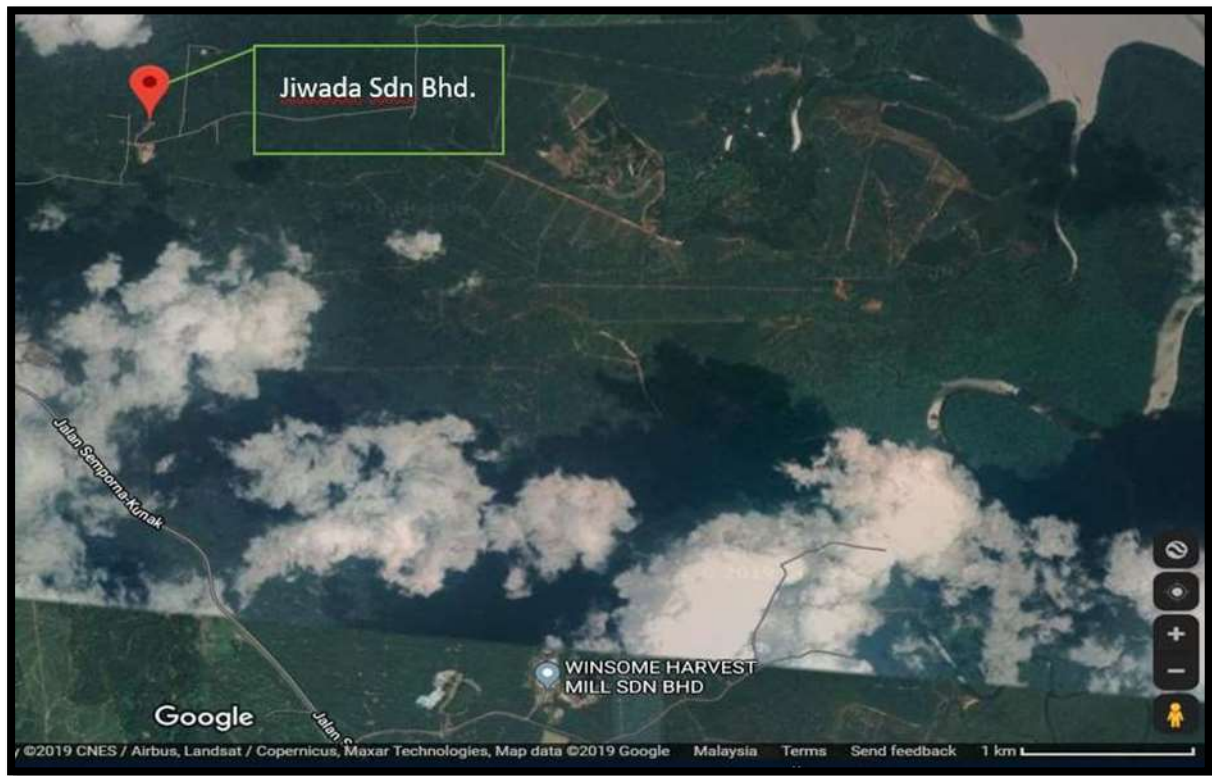 Jiwada Sdn Bhd.
Jalan Semporna-Kunak
WINSOME HARVEST
MILL SDN BHD
Google
Jalan
©2019 CNES / Airbus, Landsat / Copernicus, Maxar Technologies, Map data ©2019 Google Malaysia Terms Send feedback 1 km